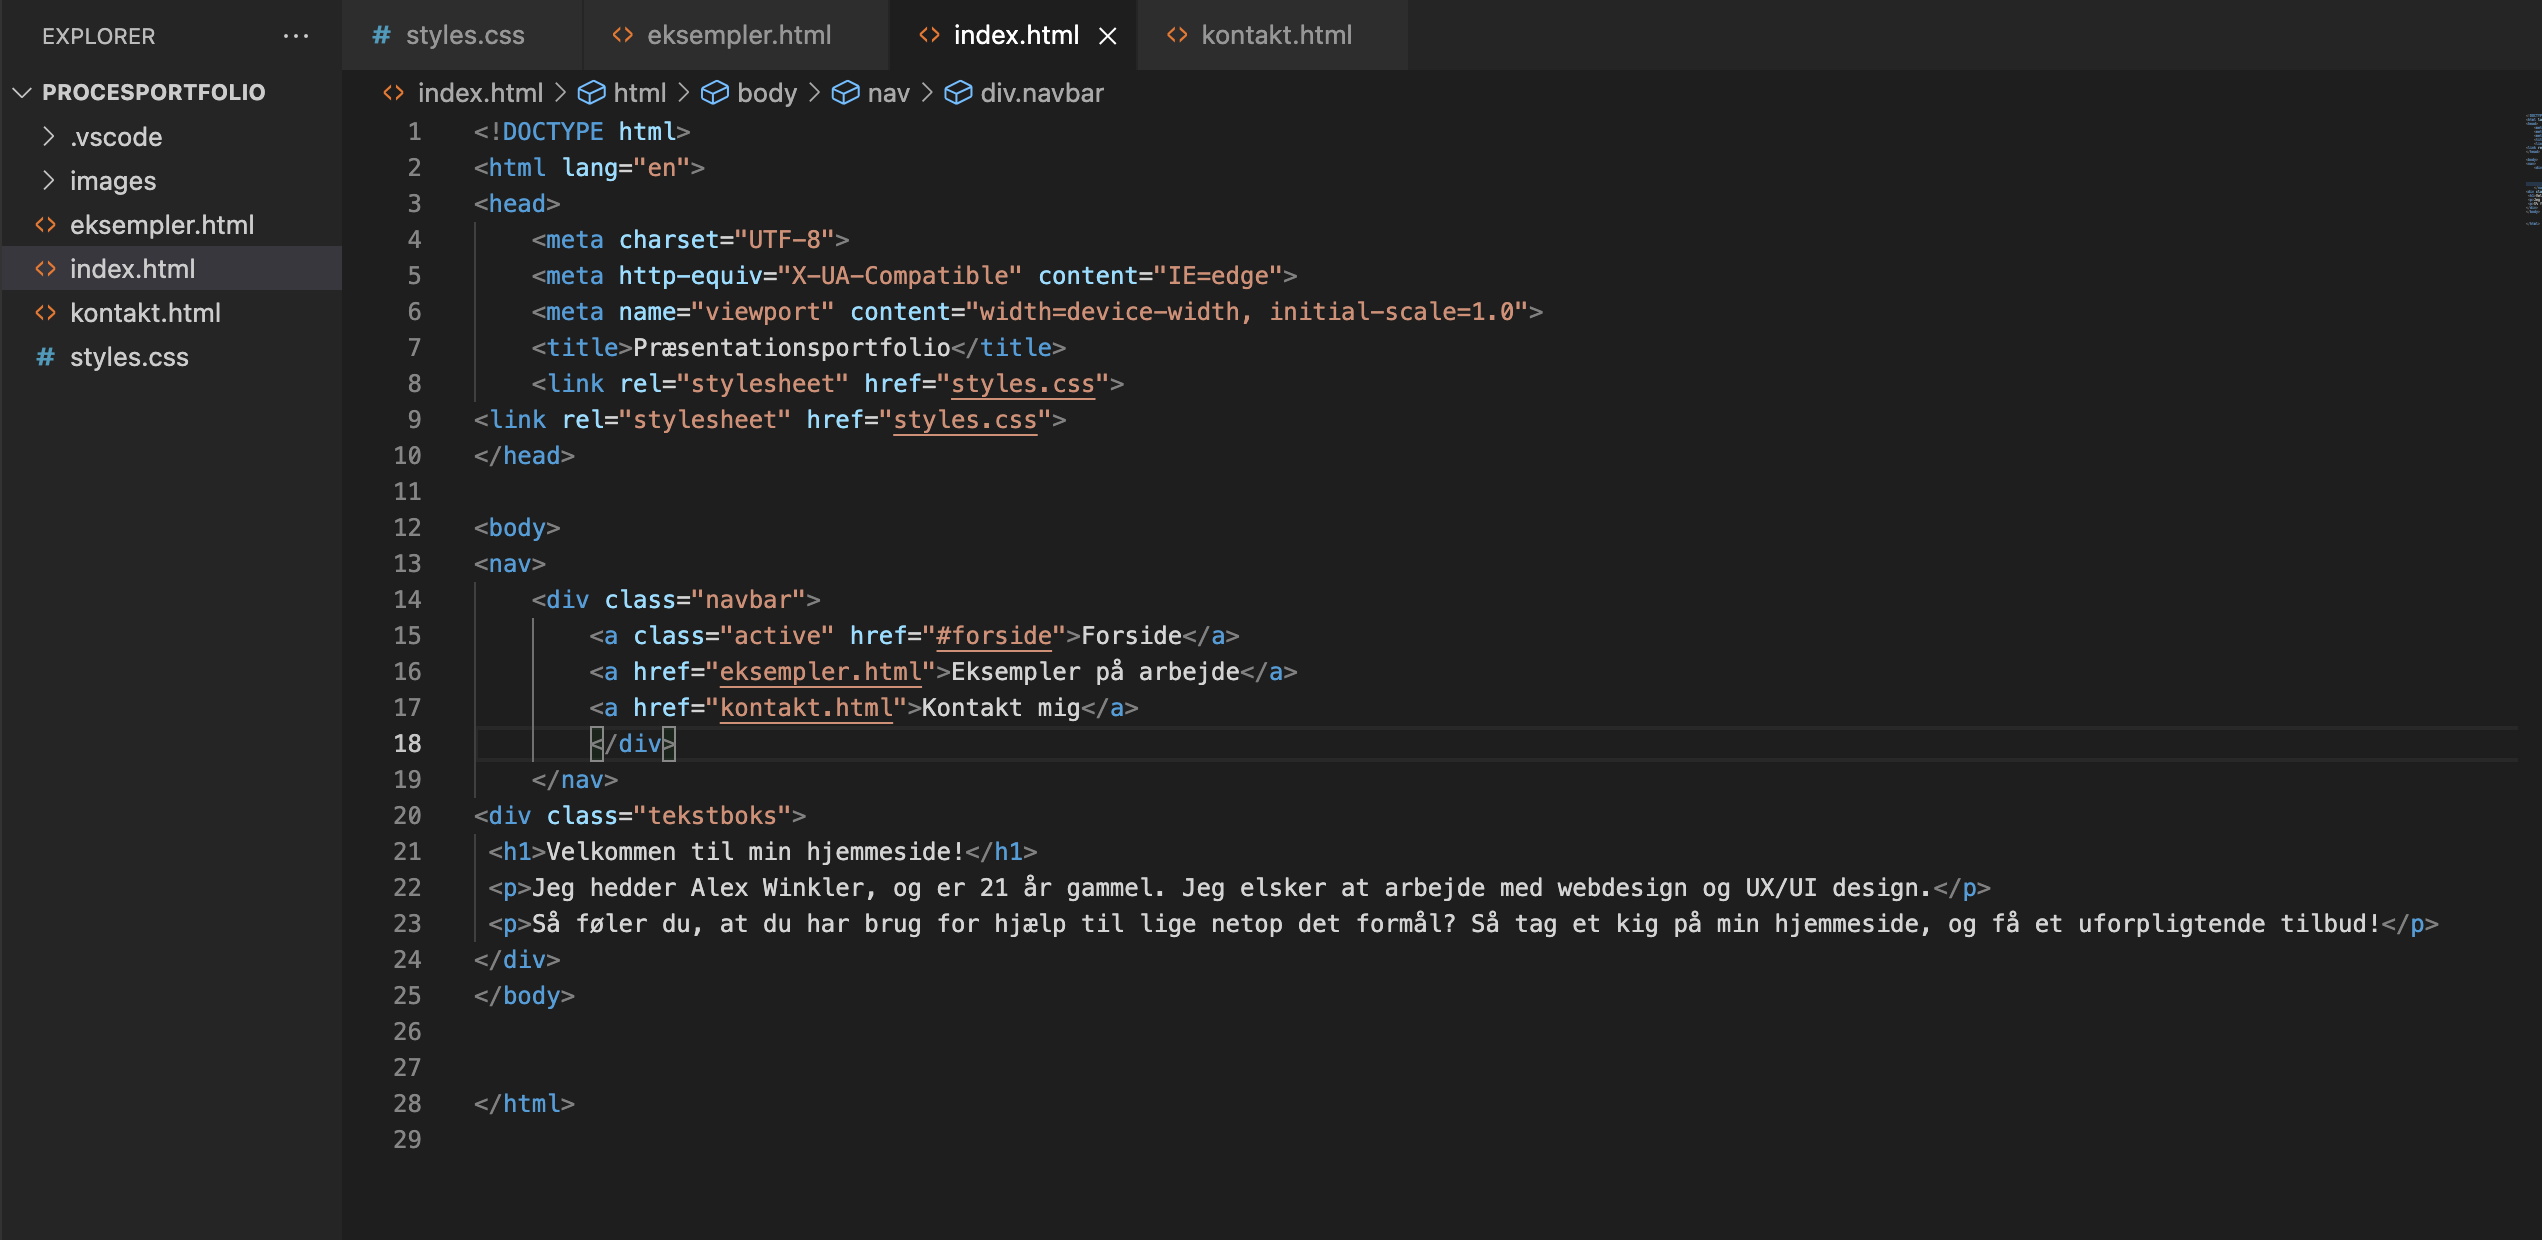 EXPLORER ···
PROCESPORTFOLIO
.vscode
images
eksempler.html
index.html
kontakt.html
# styles.css
# styles.css <> eksempler.html <> index.html × <> kontakt.html
<> index.html > html > body > nav > div.navbar
1 <!DOCTYPE html>
2 <html lang="en">
3 <head>
4 <meta charset="UTF-8">
5 <meta http-equiv="X-UA-Compatible" content="IE=edge">
6 <meta name="viewport" content="width=device-width, initial-scale=1.0">
7 <title>Præsentationsportfolio</title>
8 <link rel="stylesheet" href="styles.css">
9 <link rel="stylesheet" href="styles.css">
10 </head>
11
12 <body>
13 <nav>
14 <div class="navbar">
15 <a class="active" href="#forside">Forside</a>
16 <a href="eksempler.html">Eksempler på arbejde</a>
17 <a href="kontakt.html">Kontakt mig</a>
18 </div>
19 </nav>
20 <div class="tekstboks">
21 <h1>Velkommen til min hjemmeside!</h1>
22 <p>Jeg hedder Alex Winkler, og er 21 år gammel. Jeg elsker at arbejde med webdesign og UX/UI design.</p>
23 <p>Så føler du, at du har brug for hjælp til lige netop det formål? Så tag et kig på min hjemmeside, og få et uforpligtende tilbud!</p>
24 </div>
25 </body>
26
27
28 </html>
29